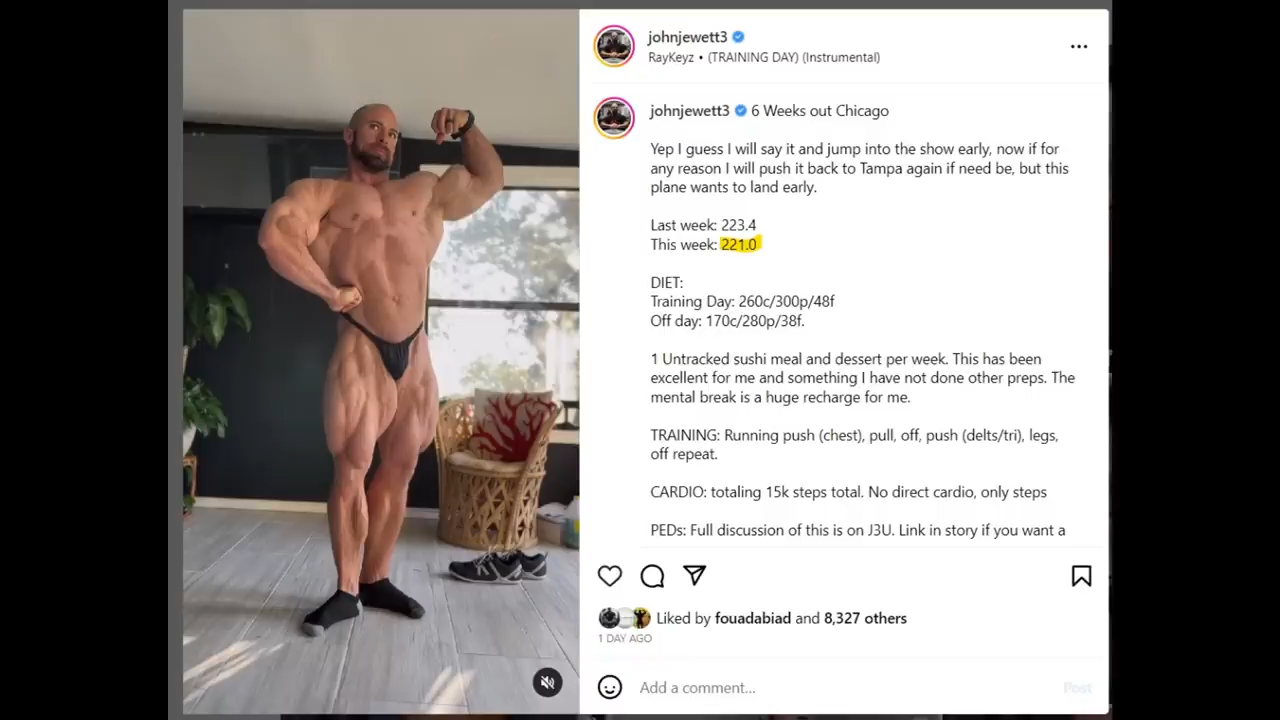 johnjewett3
RayKeyz • (TRAINING DAY) (Instrumental)
johnjewett3 6 Weeks out Chicago
Yep I guess I will say it and jump into the show early, now if for
any reason I will push it back to Tampa again if need be, but this
plane wants to land early.
Last week: 223.4
This week: 221.0
DIET:
Training Day: 260c/300p/48f
Off day: 170c/280p/38f.
1 Untracked sushi meal and dessert per week. This has been
excellent for me and something I have not done other preps. The
mental break is a huge recharge for me.
TRAINING: Running push (chest), pull, off, push (delts/tri), legs,
off repeat.
CARDIO: totaling 15k steps total. No direct cardio, only steps
PEDs: Full discussion of this is on J3U. Link in story if you want a
Liked by fouadabiad and 8,327 others
1 DAY AGO
Add a comment...
Post